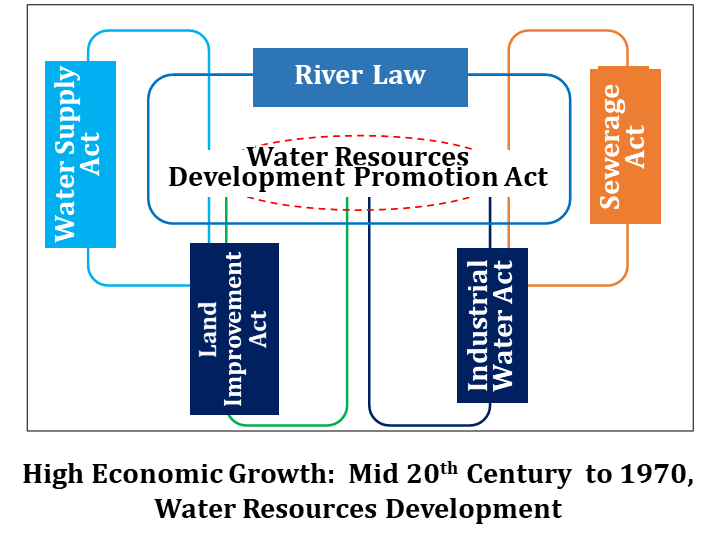 River Law
Water Supply
Act
Sewerage
Act
Water Resources
Development Promotion Act
Land
Improvement
Act
Industrial
Water Act
High Economic Growth: Mid 20th Century to 1970,
Water Resources Development